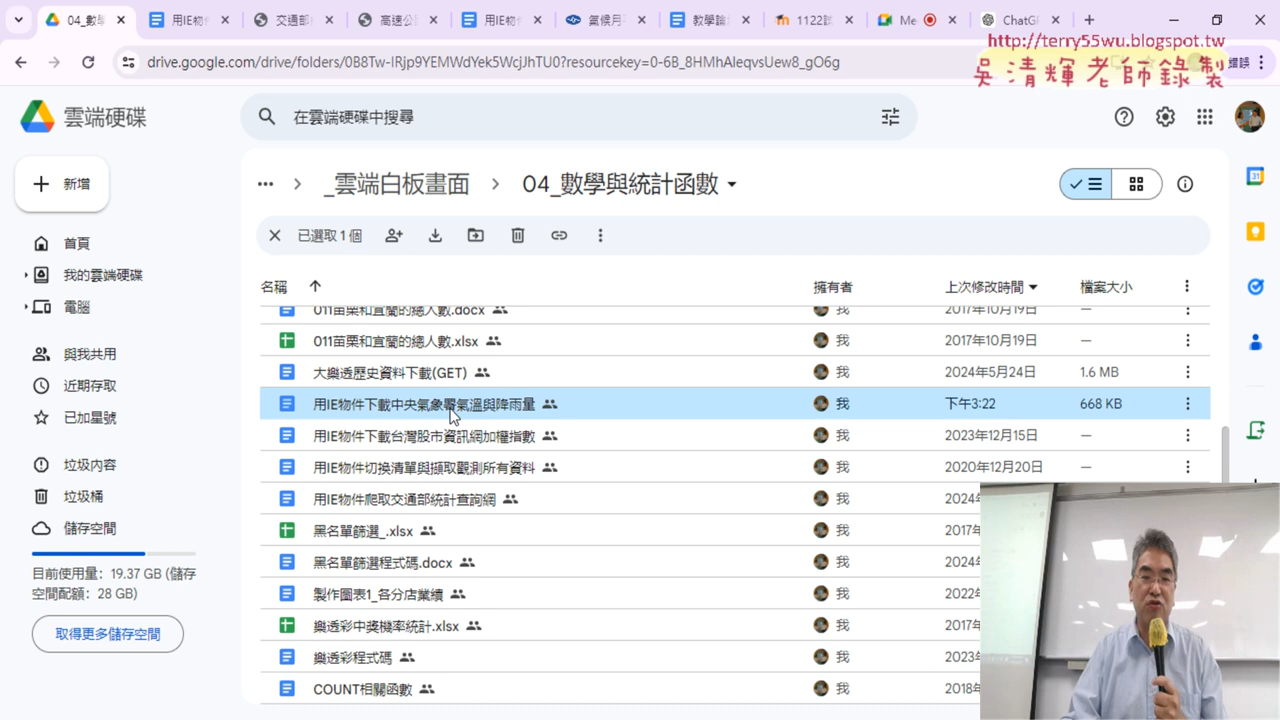 04_數學
用IE物件
交通部
高速公
用IE物件
氣候月
教學論
1122
Me
ChatGP
http://terry55wu.blogspot.tw
drive.google.com/drive/folders/0B8Tw-IRjp9YEMWdYek5WcjJhTU0?resourcekey=0-6B_8HMhAleqvsUew8_gO6g
吳清輝老師錄製
雲端硬碟
在雲端硬碟中搜尋
新增
_雲端白板畫面
04_數學與統計函數
已選取 1 個
首頁
我的雲端硬碟
電腦
與我共用
近期存取
已加星號
垃圾內容
垃圾桶
儲存空間
目前使用量：19.37 GB (儲存
空間配額：28 GB)
取得更多儲存空間
名稱 擁有者 上次修改時間 檔案大小
011苗栗和宜蘭的總人數.docx 我 2017年10月19日 —
011苗栗和宜蘭的總人數.xlsx 我 2017年10月19日 —
大樂透歷史資料下載(GET) 我 2024年5月24日 1.6 MB
用IE物件下載中央氣象署氣溫與降雨量 我 下午3:22 668 KB
用IE物件下載台灣股市資訊網加權指數 我 2023年12月15日 —
用IE物件切換清單與擷取觀測所有資料 我 2020年12月20日 —
用IE物件爬取交通部統計查詢網 我 2024
黑名單篩選_.xlsx 我 2017
黑名單篩選程式碼.docx 我 2024
製作圖表1_各分店業績 我 2022
樂透彩中獎機率統計.xlsx 我 2017
樂透彩程式碼 我 2023
COUNT相關函數 我 2018